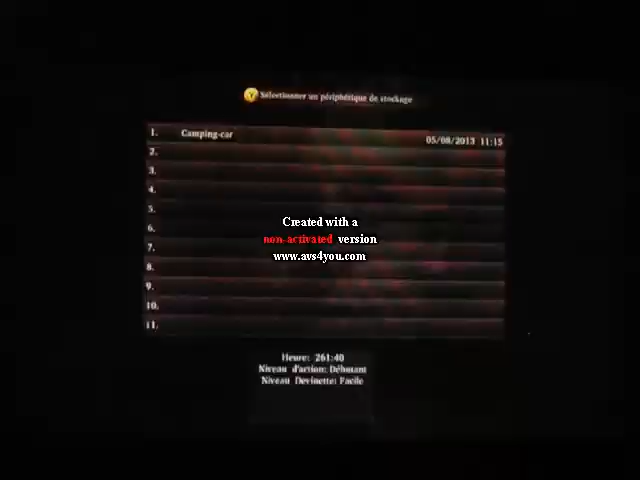 Y Sélectionner un périphérique de stockage
1. Camping-car 05/08/2013 11:15
2.
3.
4.
5.
6.
7.
8.
9.
10.
11.
Created with a
non-activated version
www.avs4you.com
Heure: 261:40
Niveau d'action: Débutant
Niveau Devinette: Facile